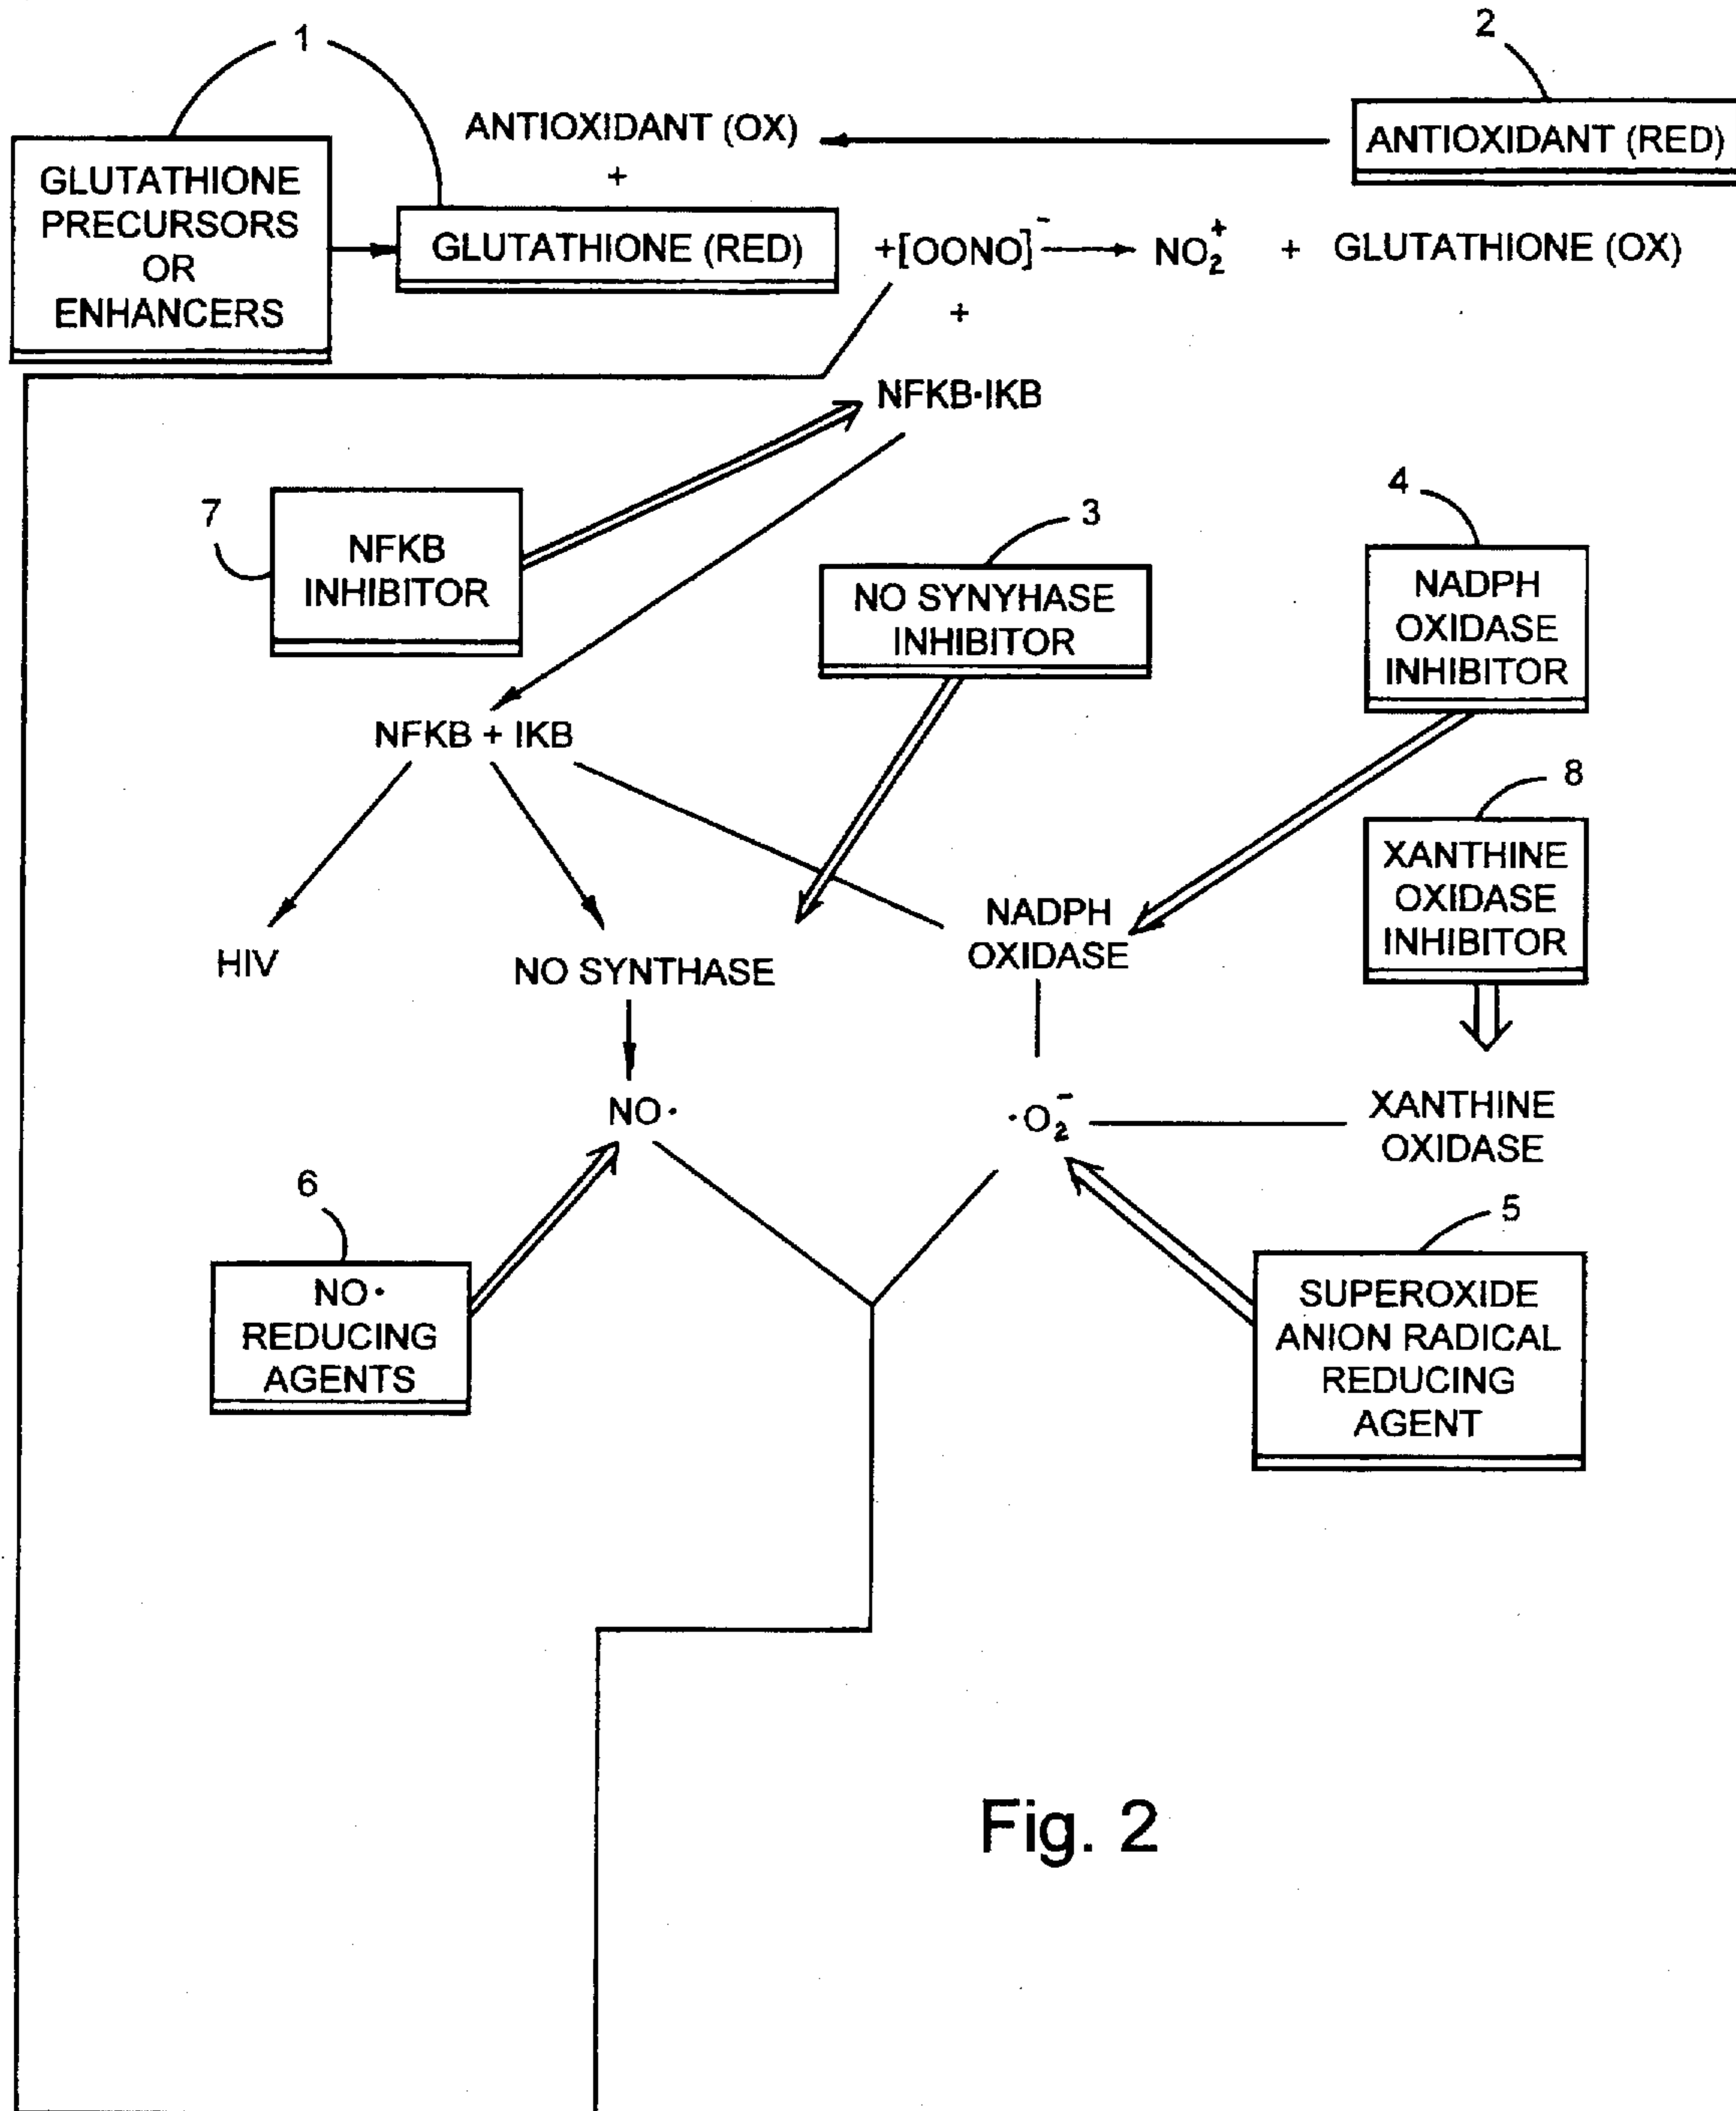 1
2
ANTIOXIDANT (OX)
ANTIOXIDANT (RED)
+
GLUTATHIONE
PRECURSORS
OR
ENHANCERS
GLUTATHIONE (RED)
+[OONO]⁻
NO₂⁺
+ GLUTATHIONE (OX)
+
NFKB·IKB
7
NFKB
INHIBITOR
3
NO SYNYHASE
INHIBITOR
4
NADPH
OXIDASE
INHIBITOR
NFKB + IKB
8
XANTHINE
OXIDASE
INHIBITOR
HIV
NO SYNTHASE
NADPH
OXIDASE
NO·
·O₂⁻
XANTHINE
OXIDASE
6
NO·
REDUCING
AGENTS
5
SUPEROXIDE
ANION RADICAL
REDUCING
AGENT
Fig. 2